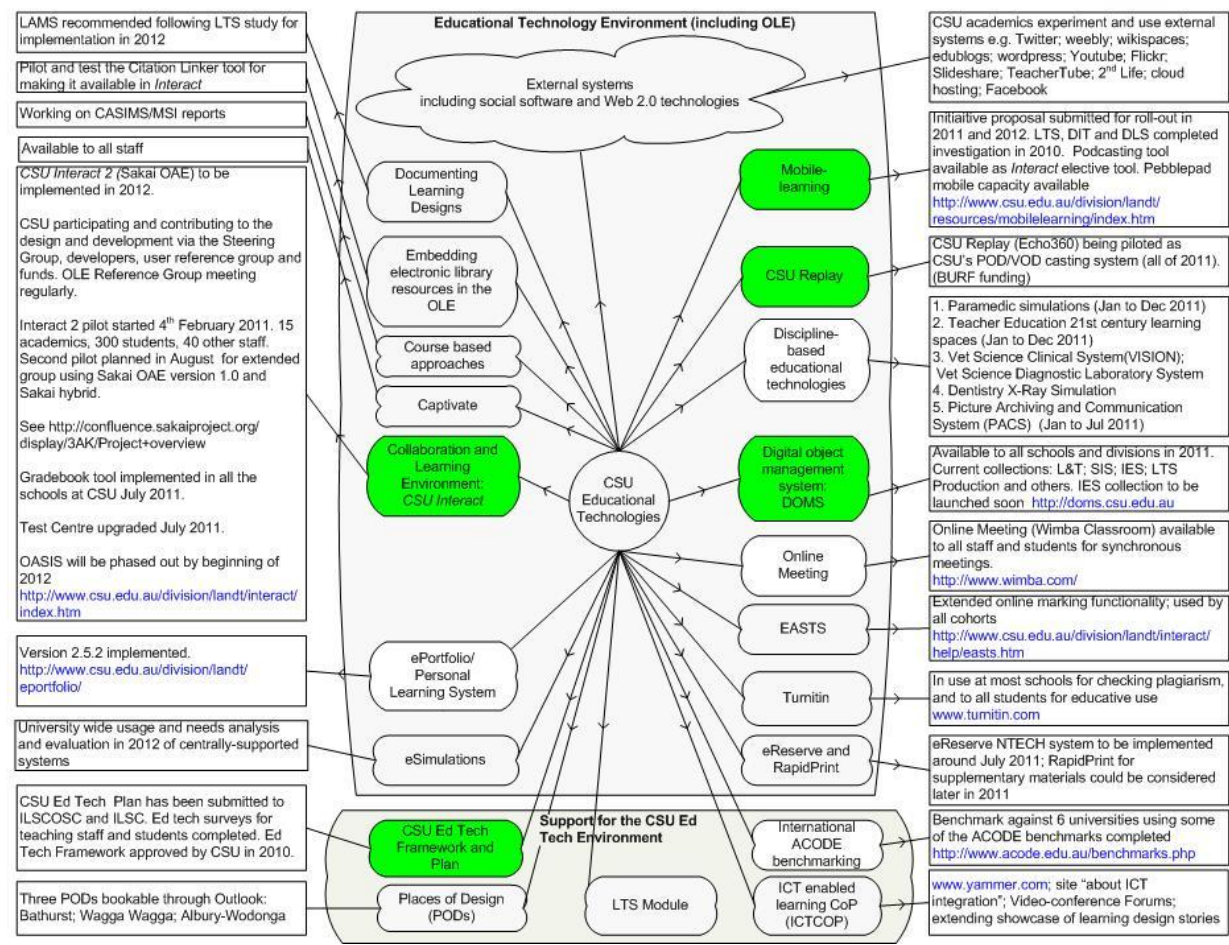 LAMS recommended following LTS study for
implementation in 2012
Pilot and test the Citation Linker tool for
making it available in Interact
Working on CASIMS/MSI reports
Available to all staff
CSU Interact 2 (Sakai OAE) to be
implemented in 2012.
CSU participating and contributing to the
design and development via the Steering
Group, developers, user reference group and
funds. OLE Reference Group meeting
regularly.
Interact 2 pilot started 4th February 2011. 15
academics, 300 students, 40 other staff.
Second pilot planned in August for extended
group using Sakai OAE version 1.0 and
Sakai hybrid.
See http://confluence.sakaiproject.org/
display/3AK/Project+overview
Gradebook tool implemented in all the
schools at CSU July 2011.
Test Centre upgraded July 2011.
OASIS will be phased out by beginning of
2012
http://www.csu.edu.au/division/landt/interact/
index.htm
Version 2.5.2 implemented.
http://www.csu.edu.au/division/landt/
eportfolio/
University wide usage and needs analysis
and evaluation in 2012 of centrally-supported
systems
CSU Ed Tech Plan has been submitted to
ILSCOSC and ILSC. Ed tech surveys for
teaching staff and students completed. Ed
Tech Framework approved by CSU in 2010.
Three PODs bookable through Outlook:
Bathurst; Wagga Wagga; Albury-Wodonga
Educational Technology Environment (including OLE)
External systems
including social software and Web 2.0 technologies
Documenting
Learning
Designs
Embedding
electronic library
resources in the
OLE
Course based
approaches
Captivate
Collaboration and
Learning
Environment:
CSU Interact
CSU
Educational
Technologies
ePortfolio/
Personal
Learning System
eSimulations
Mobile-
learning
CSU Replay
Discipline-
based
educational
technologies
Digital object
management
system:
DOMS
Online
Meeting
EASTS
Turnitin
eReserve and
RapidPrint
Support for the CSU Ed
Tech Environment
CSU Ed Tech
Framework and
Plan
Places of Design
(PODs)
LTS Module
International
ACODE
benchmarking
ICT enabled
learning CoP
(ICTCOP)
CSU academics experiment and use external
systems e.g. Twitter; weebly; wikispaces;
edublogs; wordpress; Youtube; Flickr;
Slideshare; TeacherTube; 2nd Life; cloud
hosting; Facebook
Initiaitive proposal submitted for roll-out in
2011 and 2012. LTS, DIT and DLS completed
investigation in 2010. Podcasting tool
available as Interact elective tool. Pebblepad
mobile capacity available
http://www.csu.edu.au/division/landt/
resources/mobilelearning/index.htm
CSU Replay (Echo360) being piloted as
CSU's POD/VOD casting system (all of 2011).
(BURF funding)
1. Paramedic simulations (Jan to Dec 2011)
2. Teacher Education 21st century learning
spaces (Jan to Dec 2011)
3. Vet Science Clinical System(VISION);
Vet Science Diagnostic Laboratory System
4. Dentistry X-Ray Simulation
5. Picture Archiving and Communication
System (PACS) (Jan to Jul 2011)
Available to all schools and divisions in 2011.
Current collections: L&T; SIS; IES; LTS
Production and others. IES collection to be
launched soon http://doms.csu.edu.au
Online Meeting (Wimba Classroom) available
to all staff and students for synchronous
meetings.
http://www.wimba.com/
Extended online marking functionality; used by
all cohorts
http://www.csu.edu.au/division/landt/interact/
help/easts.htm
In use at most schools for checking plagiarism,
and to all students for educative use
www.turnitin.com
eReserve NTECH system to be implemented
around July 2011; RapidPrint for
supplementary materials could be considered
later in 2011
Benchmark against 6 universities using some
of the ACODE benchmarks completed
http://www.acode.edu.au/benchmarks.php
www.yammer.com; site "about ICT
integration"; Video-conference Forums;
extending showcase of learning design stories